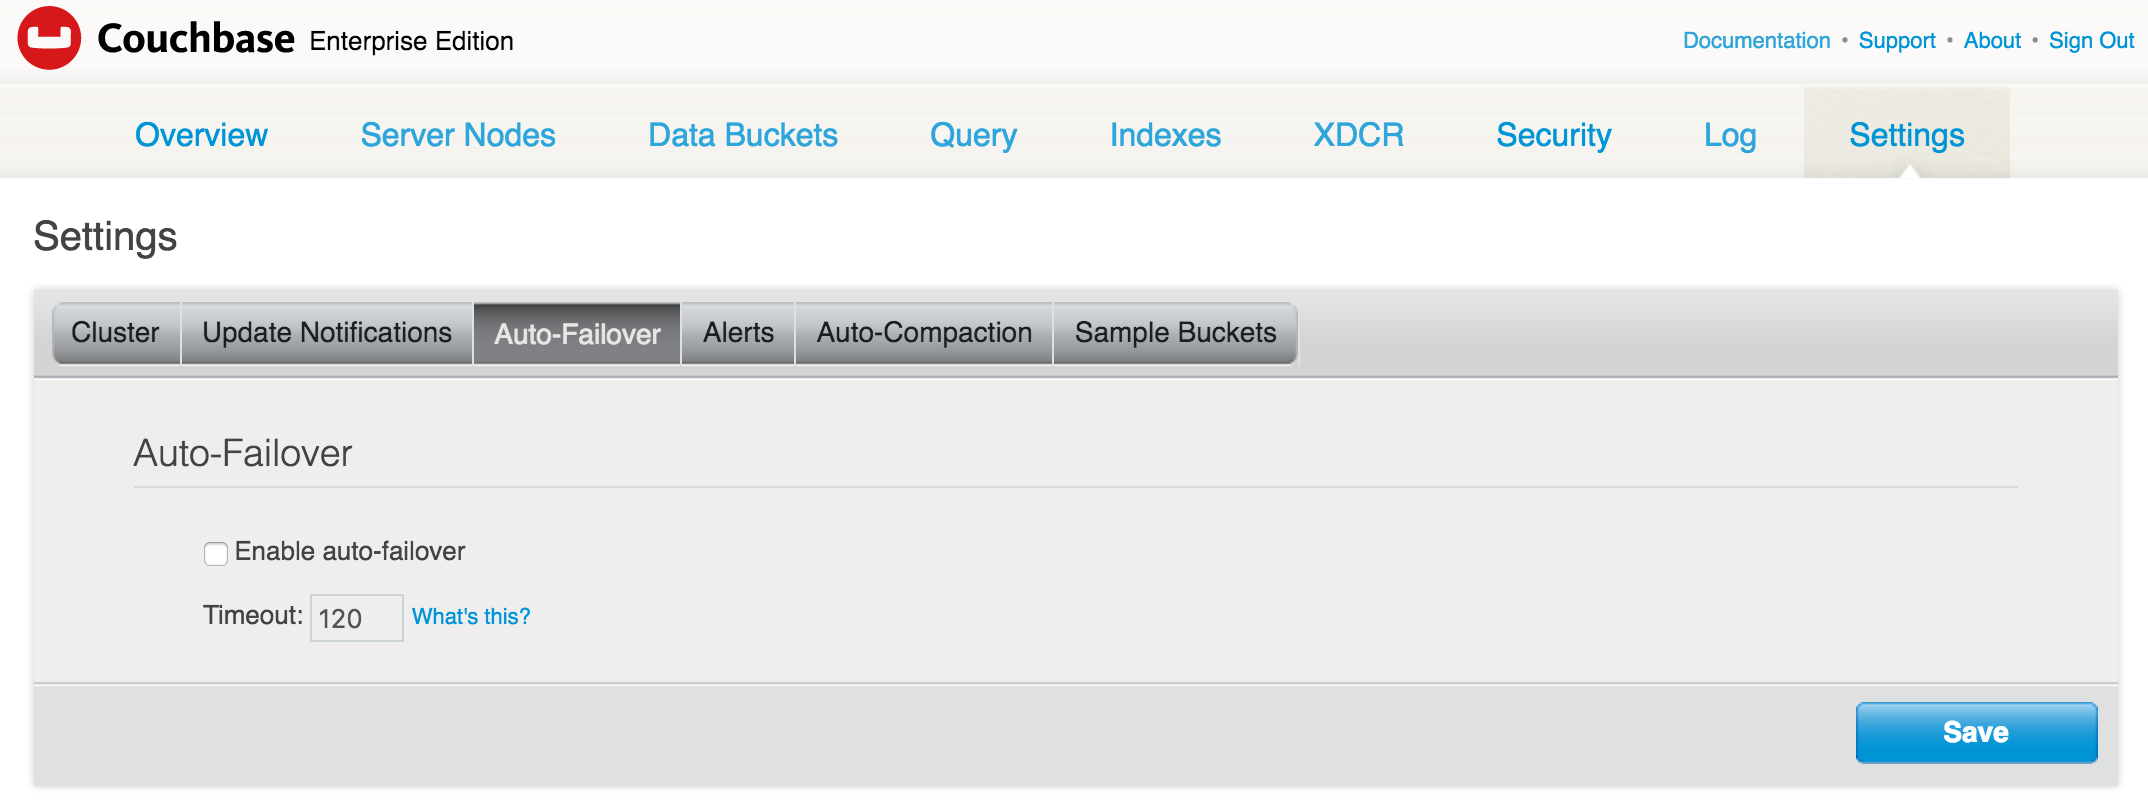 Couchbase Enterprise Edition
Documentation • Support • About • Sign Out
Overview Server Nodes Data Buckets Query Indexes XDCR Security Log Settings
Settings
Cluster Update Notifications Auto-Failover Alerts Auto-Compaction Sample Buckets
Auto-Failover
Enable auto-failover
Timeout: 120 What's this?
Save